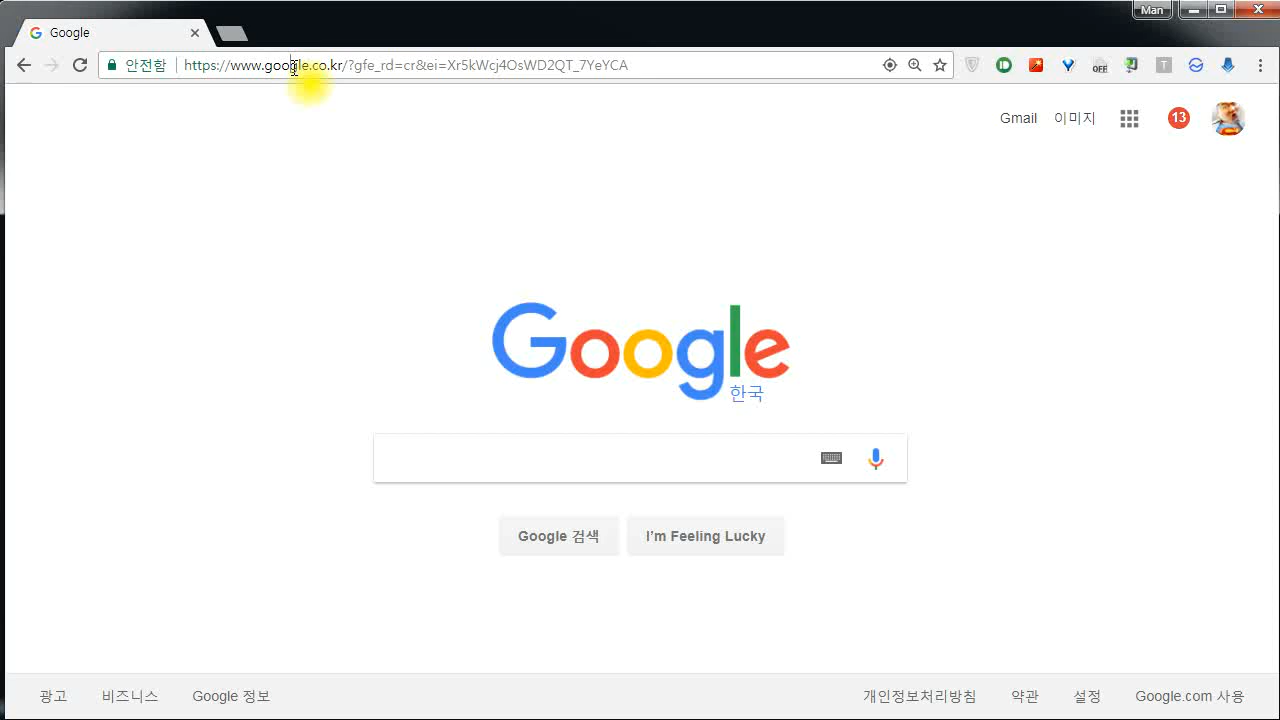 Man
Google
안전함 https://www.google.co.kr/?gfe_rd=cr&ei=Xr5kWcj4OsWD2QT_7YeYCA
OFF T
Gmail 이미지 13
Google
한국
Google 검색 I'm Feeling Lucky
광고 비즈니스 Google 정보 개인정보처리방침 약관 설정 Google.com 사용